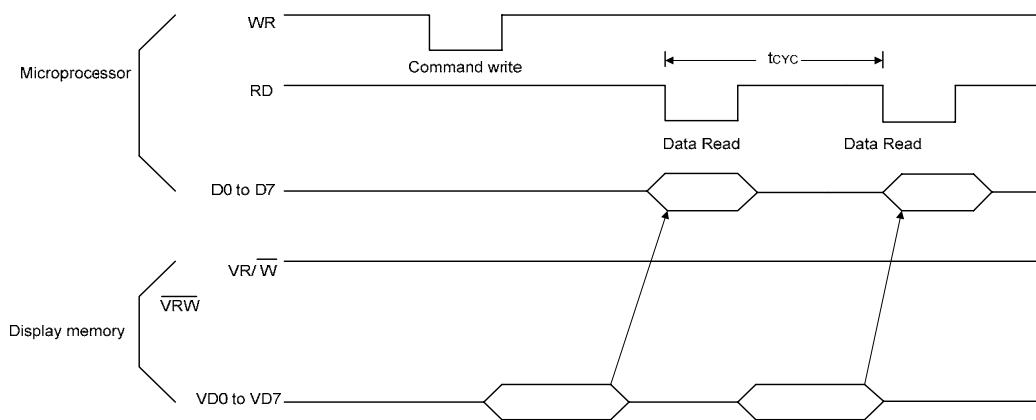 WR
Command write
tCYC
Microprocessor
RD
Data Read
Data Read
D0 to D7
VR/W̅
V̅R̅W̅
Display memory
VD0 to VD7